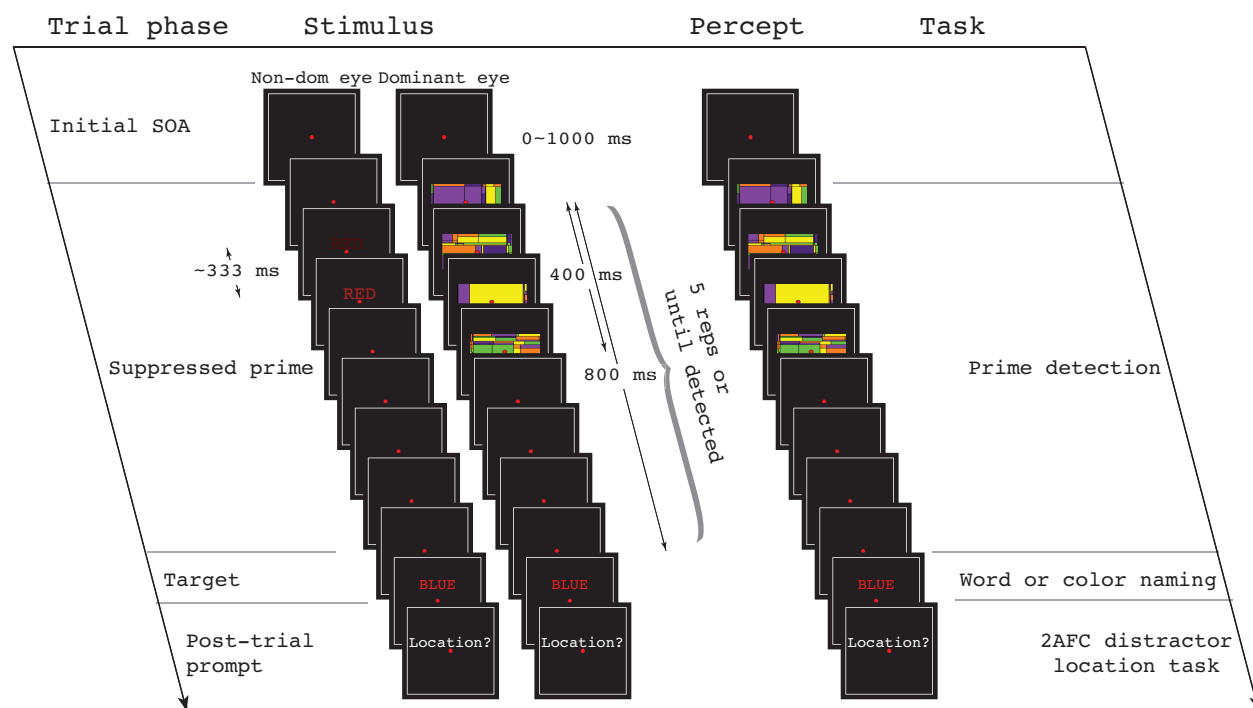 Trial phase Stimulus Percept Task
Non-dom eye Dominant eye
Initial SOA
0~1000 ms
RED
~333 ms
RED
400 ms
5 reps or
until detected
Suppressed prime
800 ms
Prime detection
Target
BLUE BLUE BLUE
Word or color naming
Location? Location? Location?
Post-trial
prompt
2AFC distractor
location task